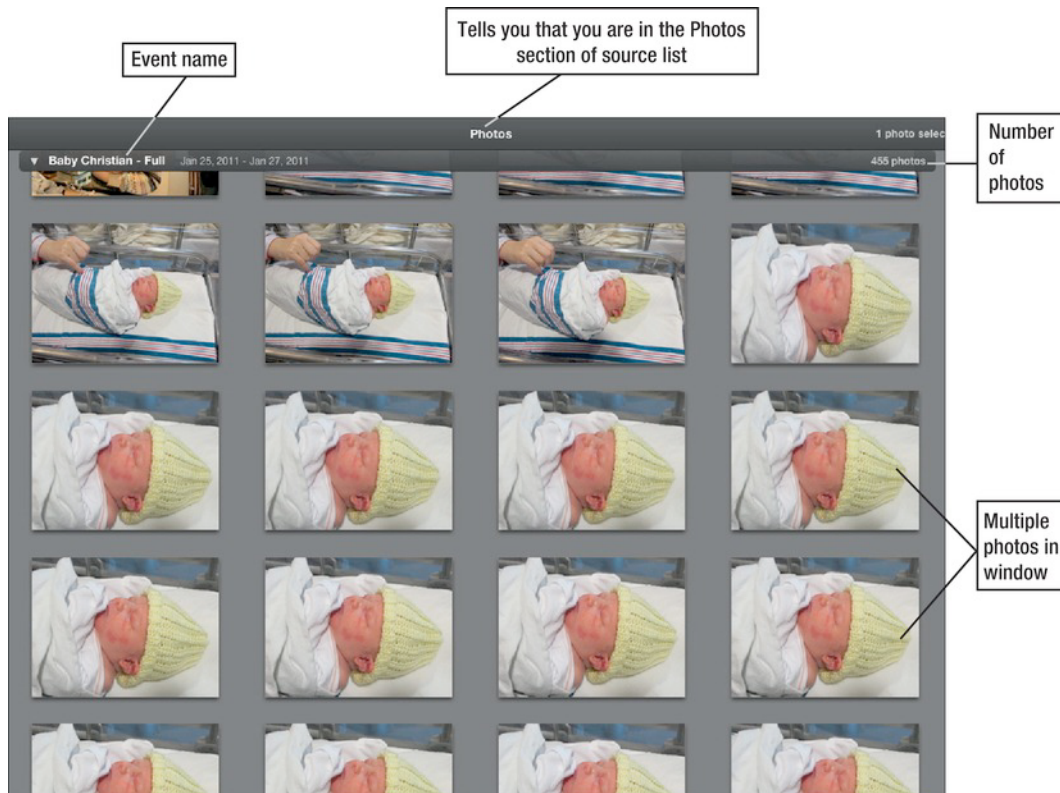 Tells you that you are in the Photos
section of source list
Event name
Photos
1 photo selec
Number
of
photos
▼ Baby Christian - Full Jan 25, 2011 - Jan 27, 2011
455 photos
Multiple
photos in
window